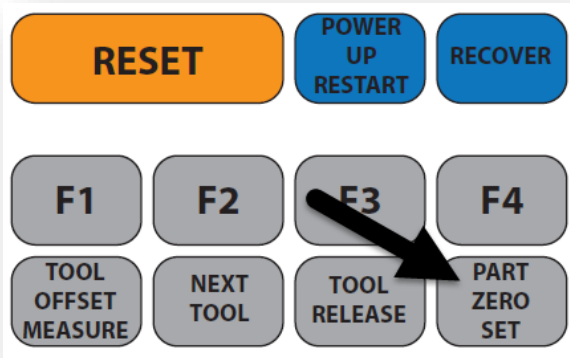 RESET
POWER
UP
RESTART
RECOVER
F1
F2
F3
F4
TOOL
OFFSET
MEASURE
NEXT
TOOL
TOOL
RELEASE
PART
ZERO
SET